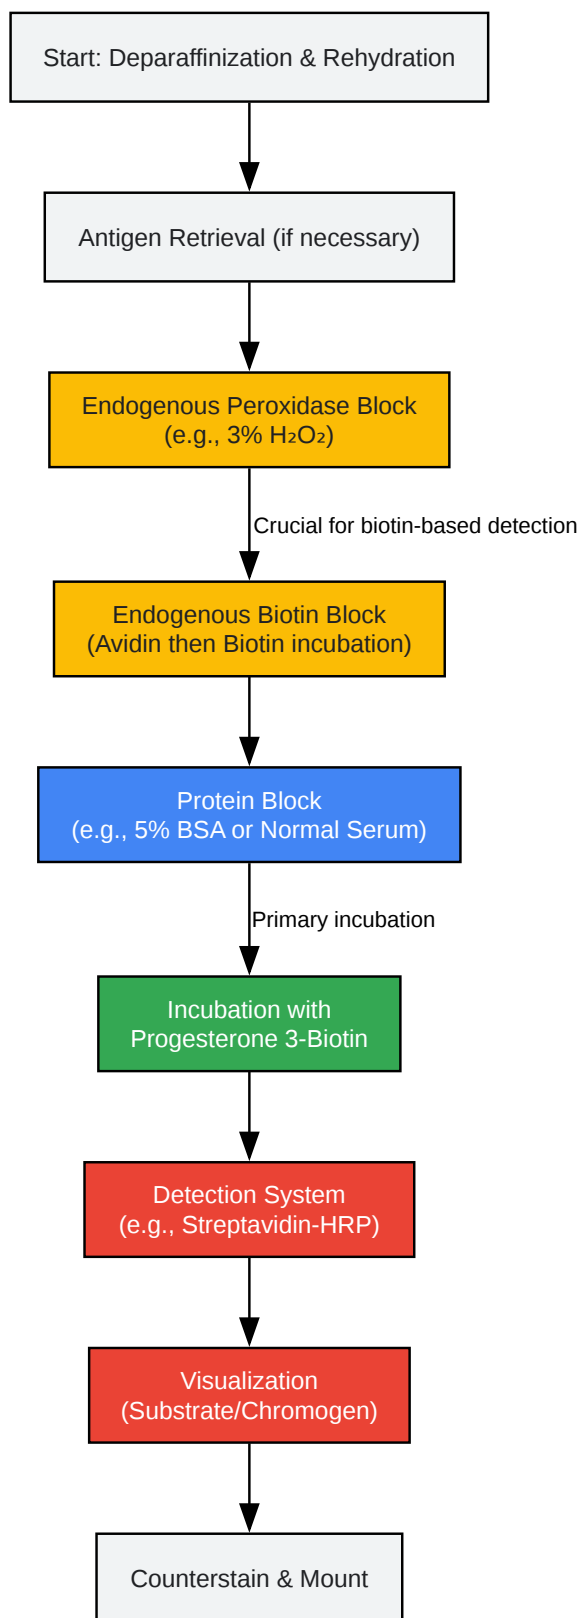 Start: Deparaffinization & Rehydration
Antigen Retrieval (if necessary)
Endogenous Peroxidase Block
(e.g., 3% H₂O₂)
Crucial for biotin-based detection
Endogenous Biotin Block
(Avidin then Biotin incubation)
Protein Block
(e.g., 5% BSA or Normal Serum)
Primary incubation
Incubation with
Progesterone 3-Biotin
Detection System
(e.g., Streptavidin-HRP)
Visualization
(Substrate/Chromogen)
Counterstain & Mount